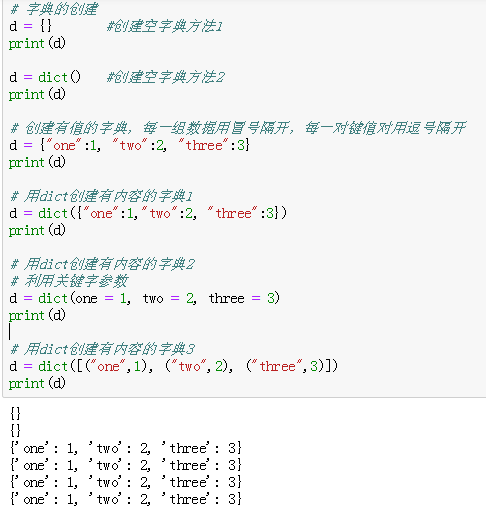 # 字典的创建
d = {}     #创建空字典方法1
print(d)
d = dict()   #创建空字典方法2
print(d)
# 创建有值的字典，每一组数据用冒号隔开，每一对键值对用逗号隔开
d = {"one":1, "two":2, "three":3}
print(d)
# 用dict创建有内容的字典1
d = dict({"one":1,"two":2, "three":3})
print(d)
# 用dict创建有内容的字典2
# 利用关键字参数
d = dict(one = 1, two = 2, three = 3)
print(d)
# 用dict创建有内容的字典3
d = dict([("one",1), ("two",2), ("three",3)])
print(d)
{}
{}
{'one': 1, 'two': 2, 'three': 3}
{'one': 1, 'two': 2, 'three': 3}
{'one': 1, 'two': 2, 'three': 3}
{'one': 1, 'two': 2, 'three': 3}